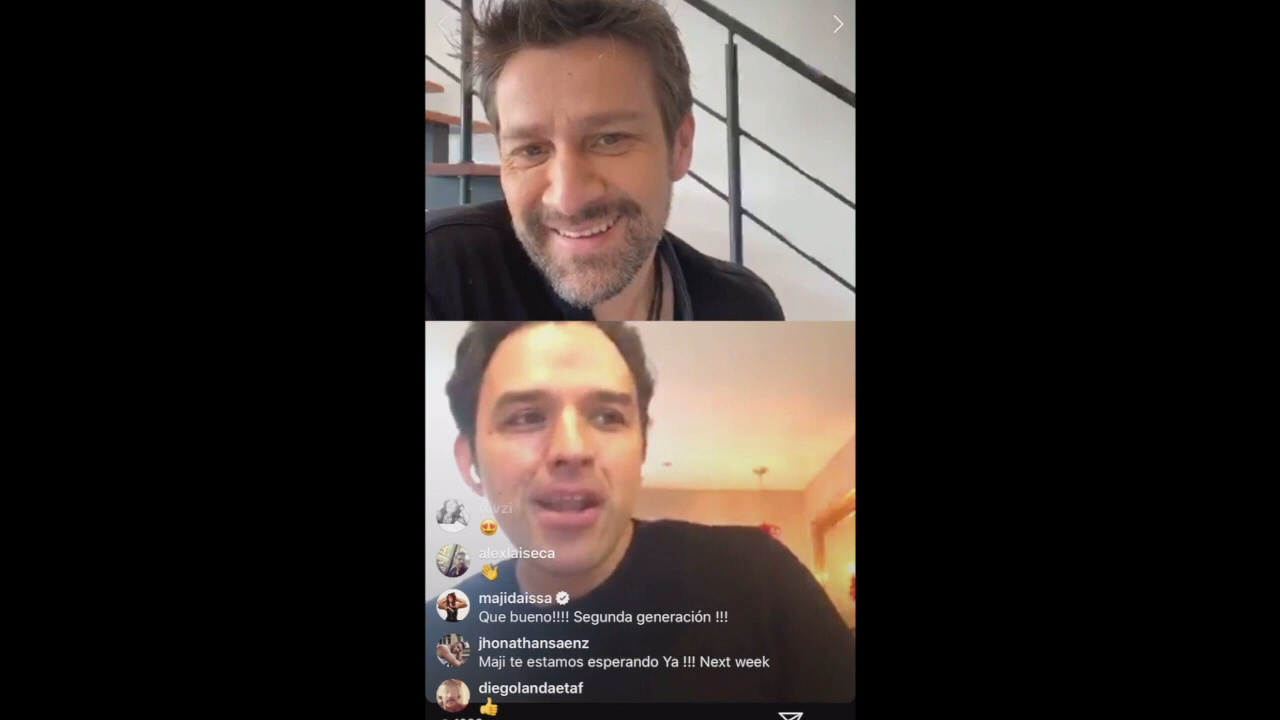 alexlaiseca
majidaissa
Que bueno!!!! Segunda generación !!!
jhonathansaenz
Maji te estamos esperando Ya !!! Next week
diegolandaetaf